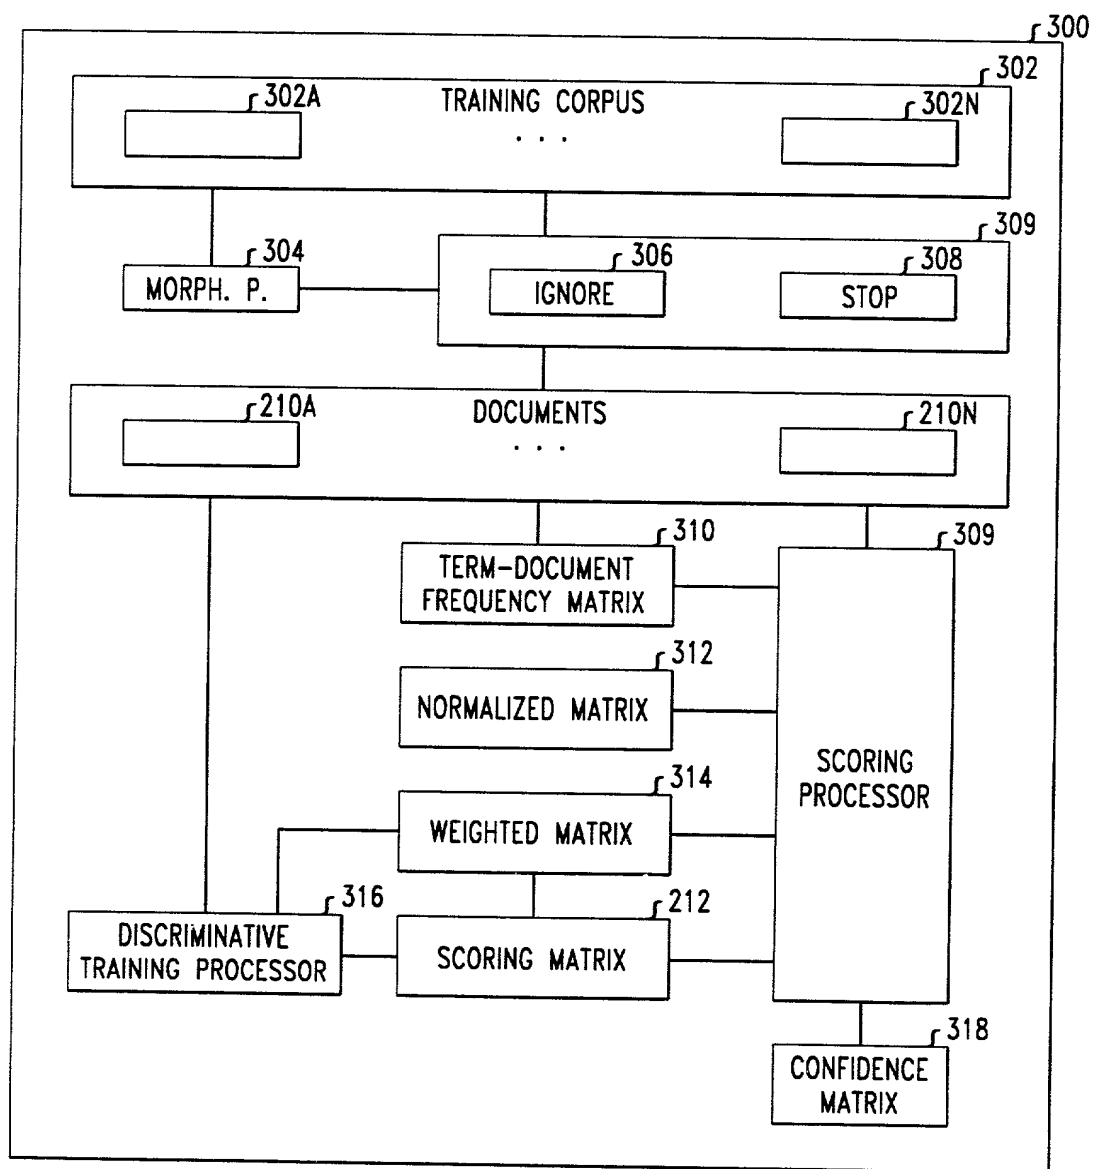 300
302
302A
TRAINING CORPUS
302N
. . .
309
304
306
308
MORPH. P.
IGNORE
STOP
210A
DOCUMENTS
210N
. . .
310
309
TERM-DOCUMENT
FREQUENCY MATRIX
312
NORMALIZED MATRIX
SCORING
PROCESSOR
314
WEIGHTED MATRIX
316
212
DISCRIMINATIVE
TRAINING PROCESSOR
SCORING MATRIX
318
CONFIDENCE
MATRIX